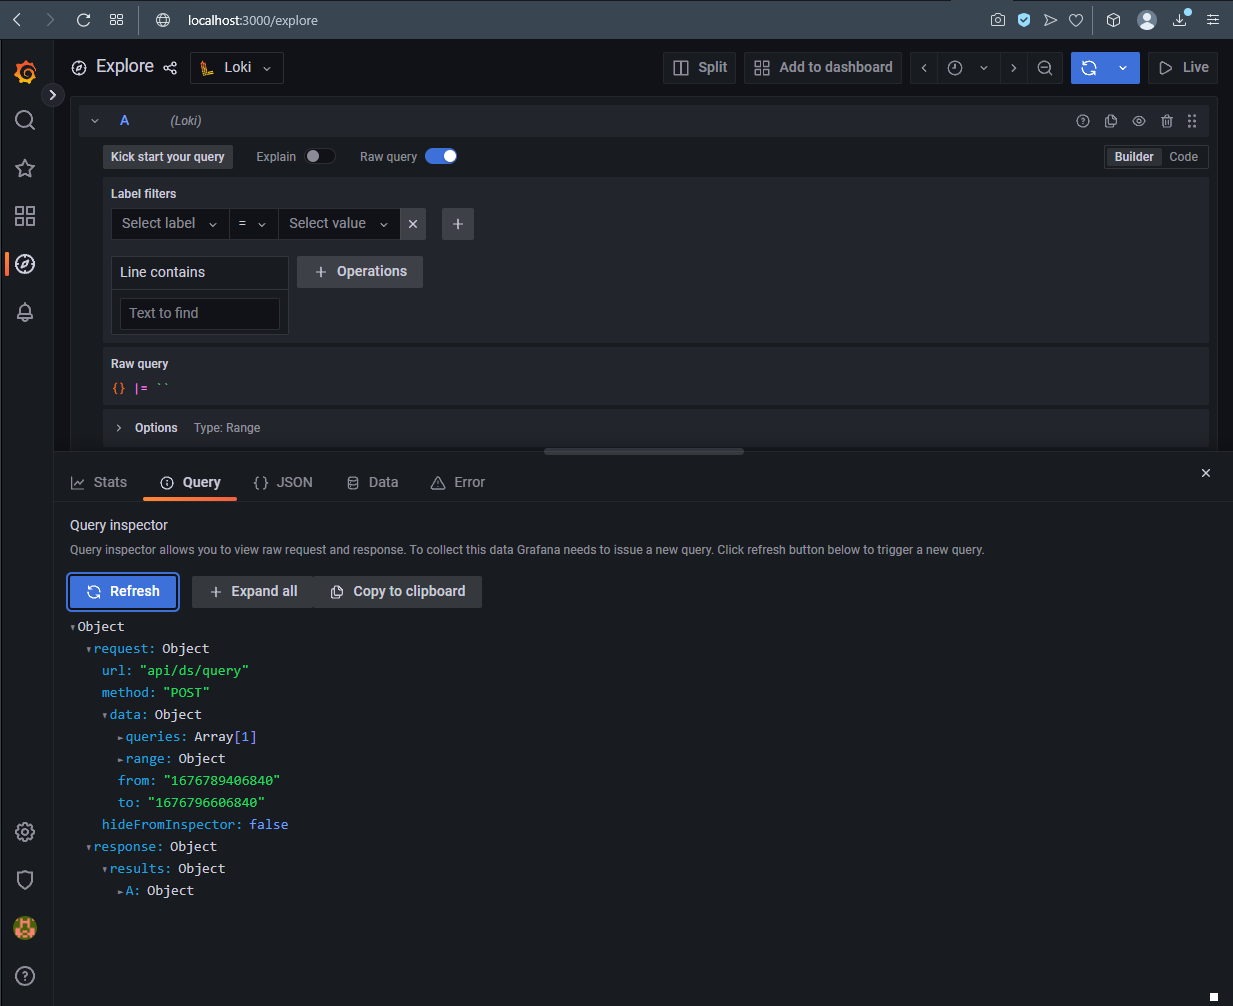 localhost:3000/explore
Explore
Loki
Split
Add to dashboard
Live
A
(Loki)
Kick start your query
Explain
Raw query
Builder
Code
Label filters
Select label
=
Select value
Line contains
Operations
Text to find
Raw query
{} |= ``
Options
Type: Range
Stats
Query
{} JSON
Data
Error
Query inspector
Query inspector allows you to view raw request and response. To collect this data Grafana needs to issue a new query. Click refresh button below to trigger a new query.
Refresh
Expand all
Copy to clipboard
Object
request: Object
url: "api/ds/query"
method: "POST"
data: Object
queries: Array[1]
range: Object
from: "1676789406840"
to: "1676796606840"
hideFromInspector: false
response: Object
results: Object
A: Object